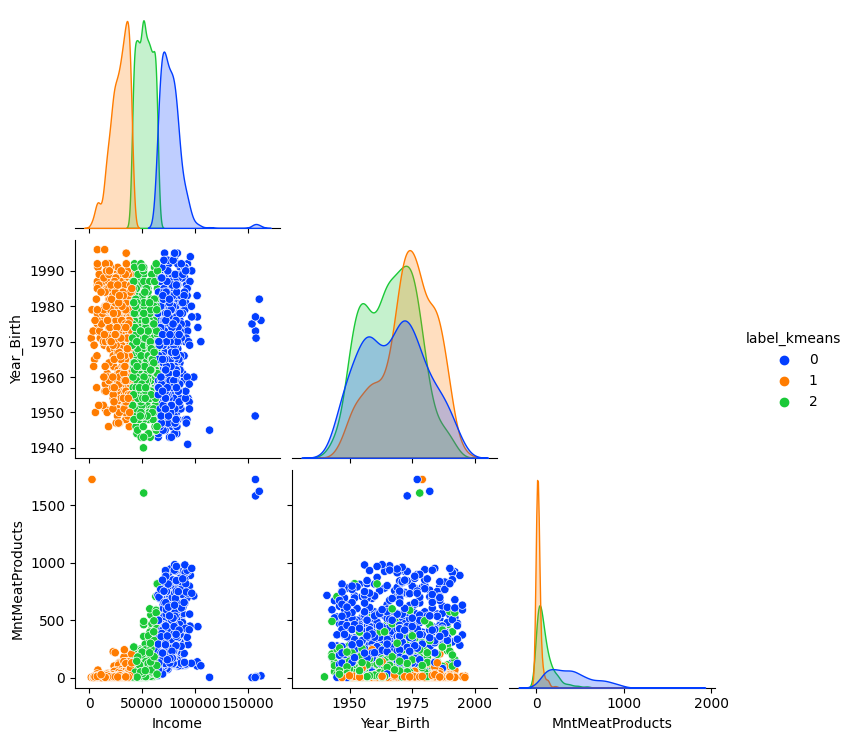 Year_Birth
1990
1980
1970
1960
1950
1940
label_kmeans
0
1
2
MntMeatProducts
1500
1000
500
0
0 50000 100000 150000
Income
1950 1975 2000
Year_Birth
0 1000 2000
MntMeatProducts